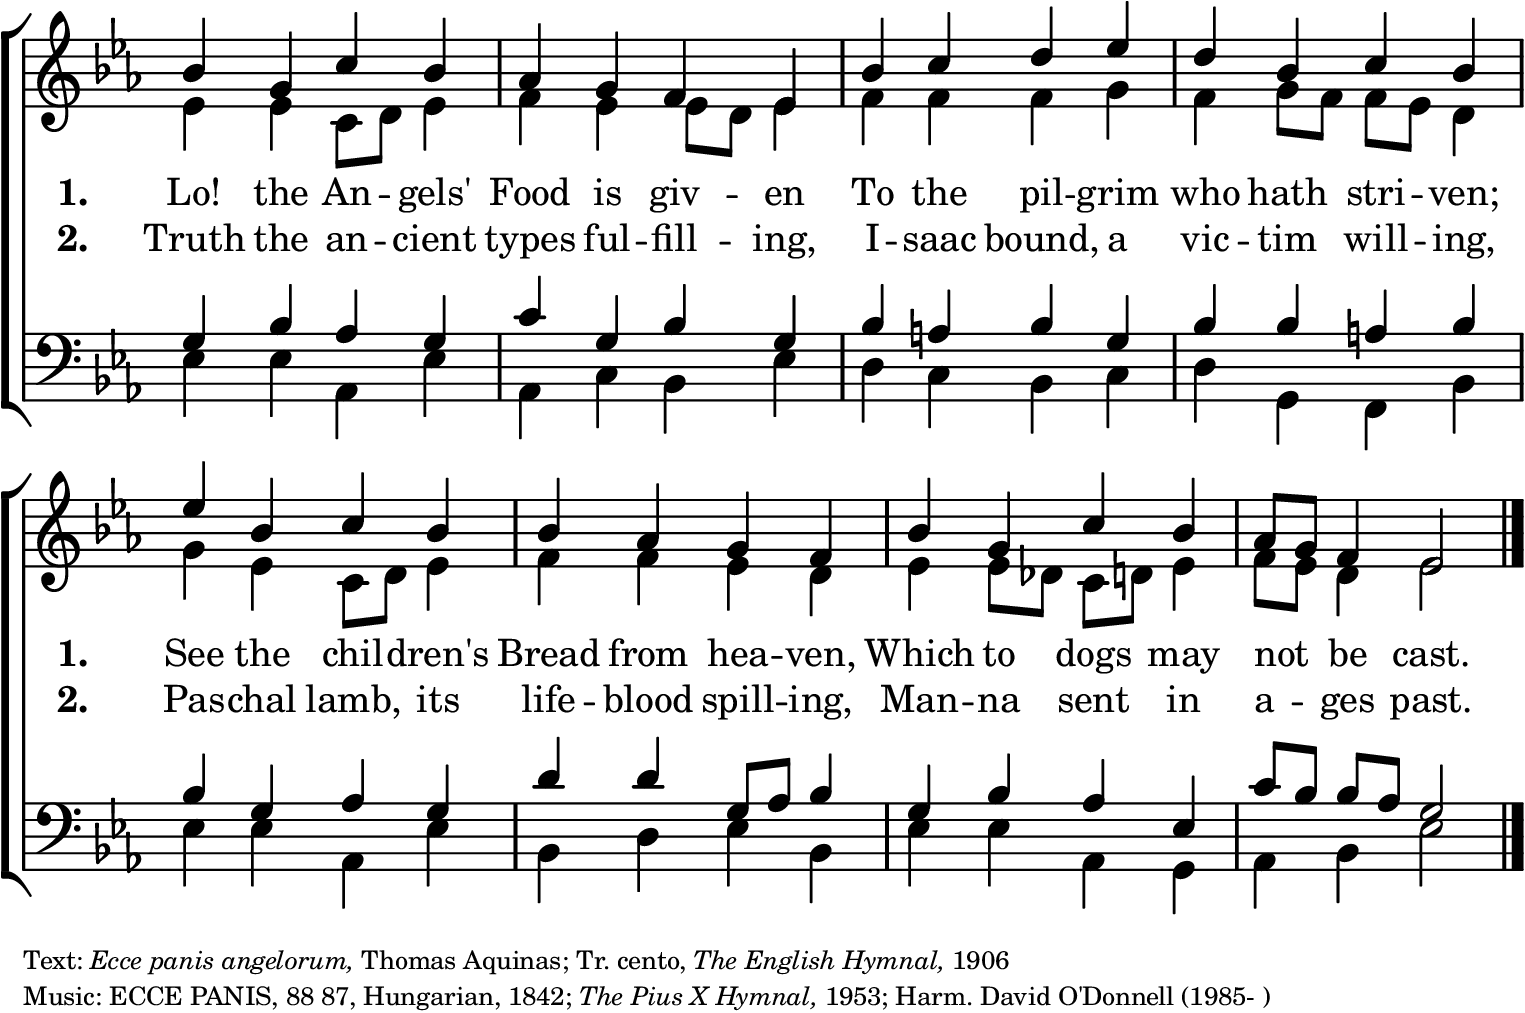 1. Lo! the An -- gels' Food is giv -- en To the pil -- grim who hath stri -- ven;
2. Truth the an -- cient types ful -- fill -- ing, I -- saac bound, a vic -- tim will -- ing,
1. See the children's Bread from hea -- ven, Which to dogs may not be cast.
2. Paschal lamb, its life -- blood spill -- ing, Man -- na sent in a -- ges past.
Text: Ecce panis angelorum, Thomas Aquinas; Tr. cento, The English Hymnal, 1906
Music: ECCE PANIS, 88 87, Hungarian, 1842; The Pius X Hymnal, 1953; Harm. David O'Donnell (1985- )